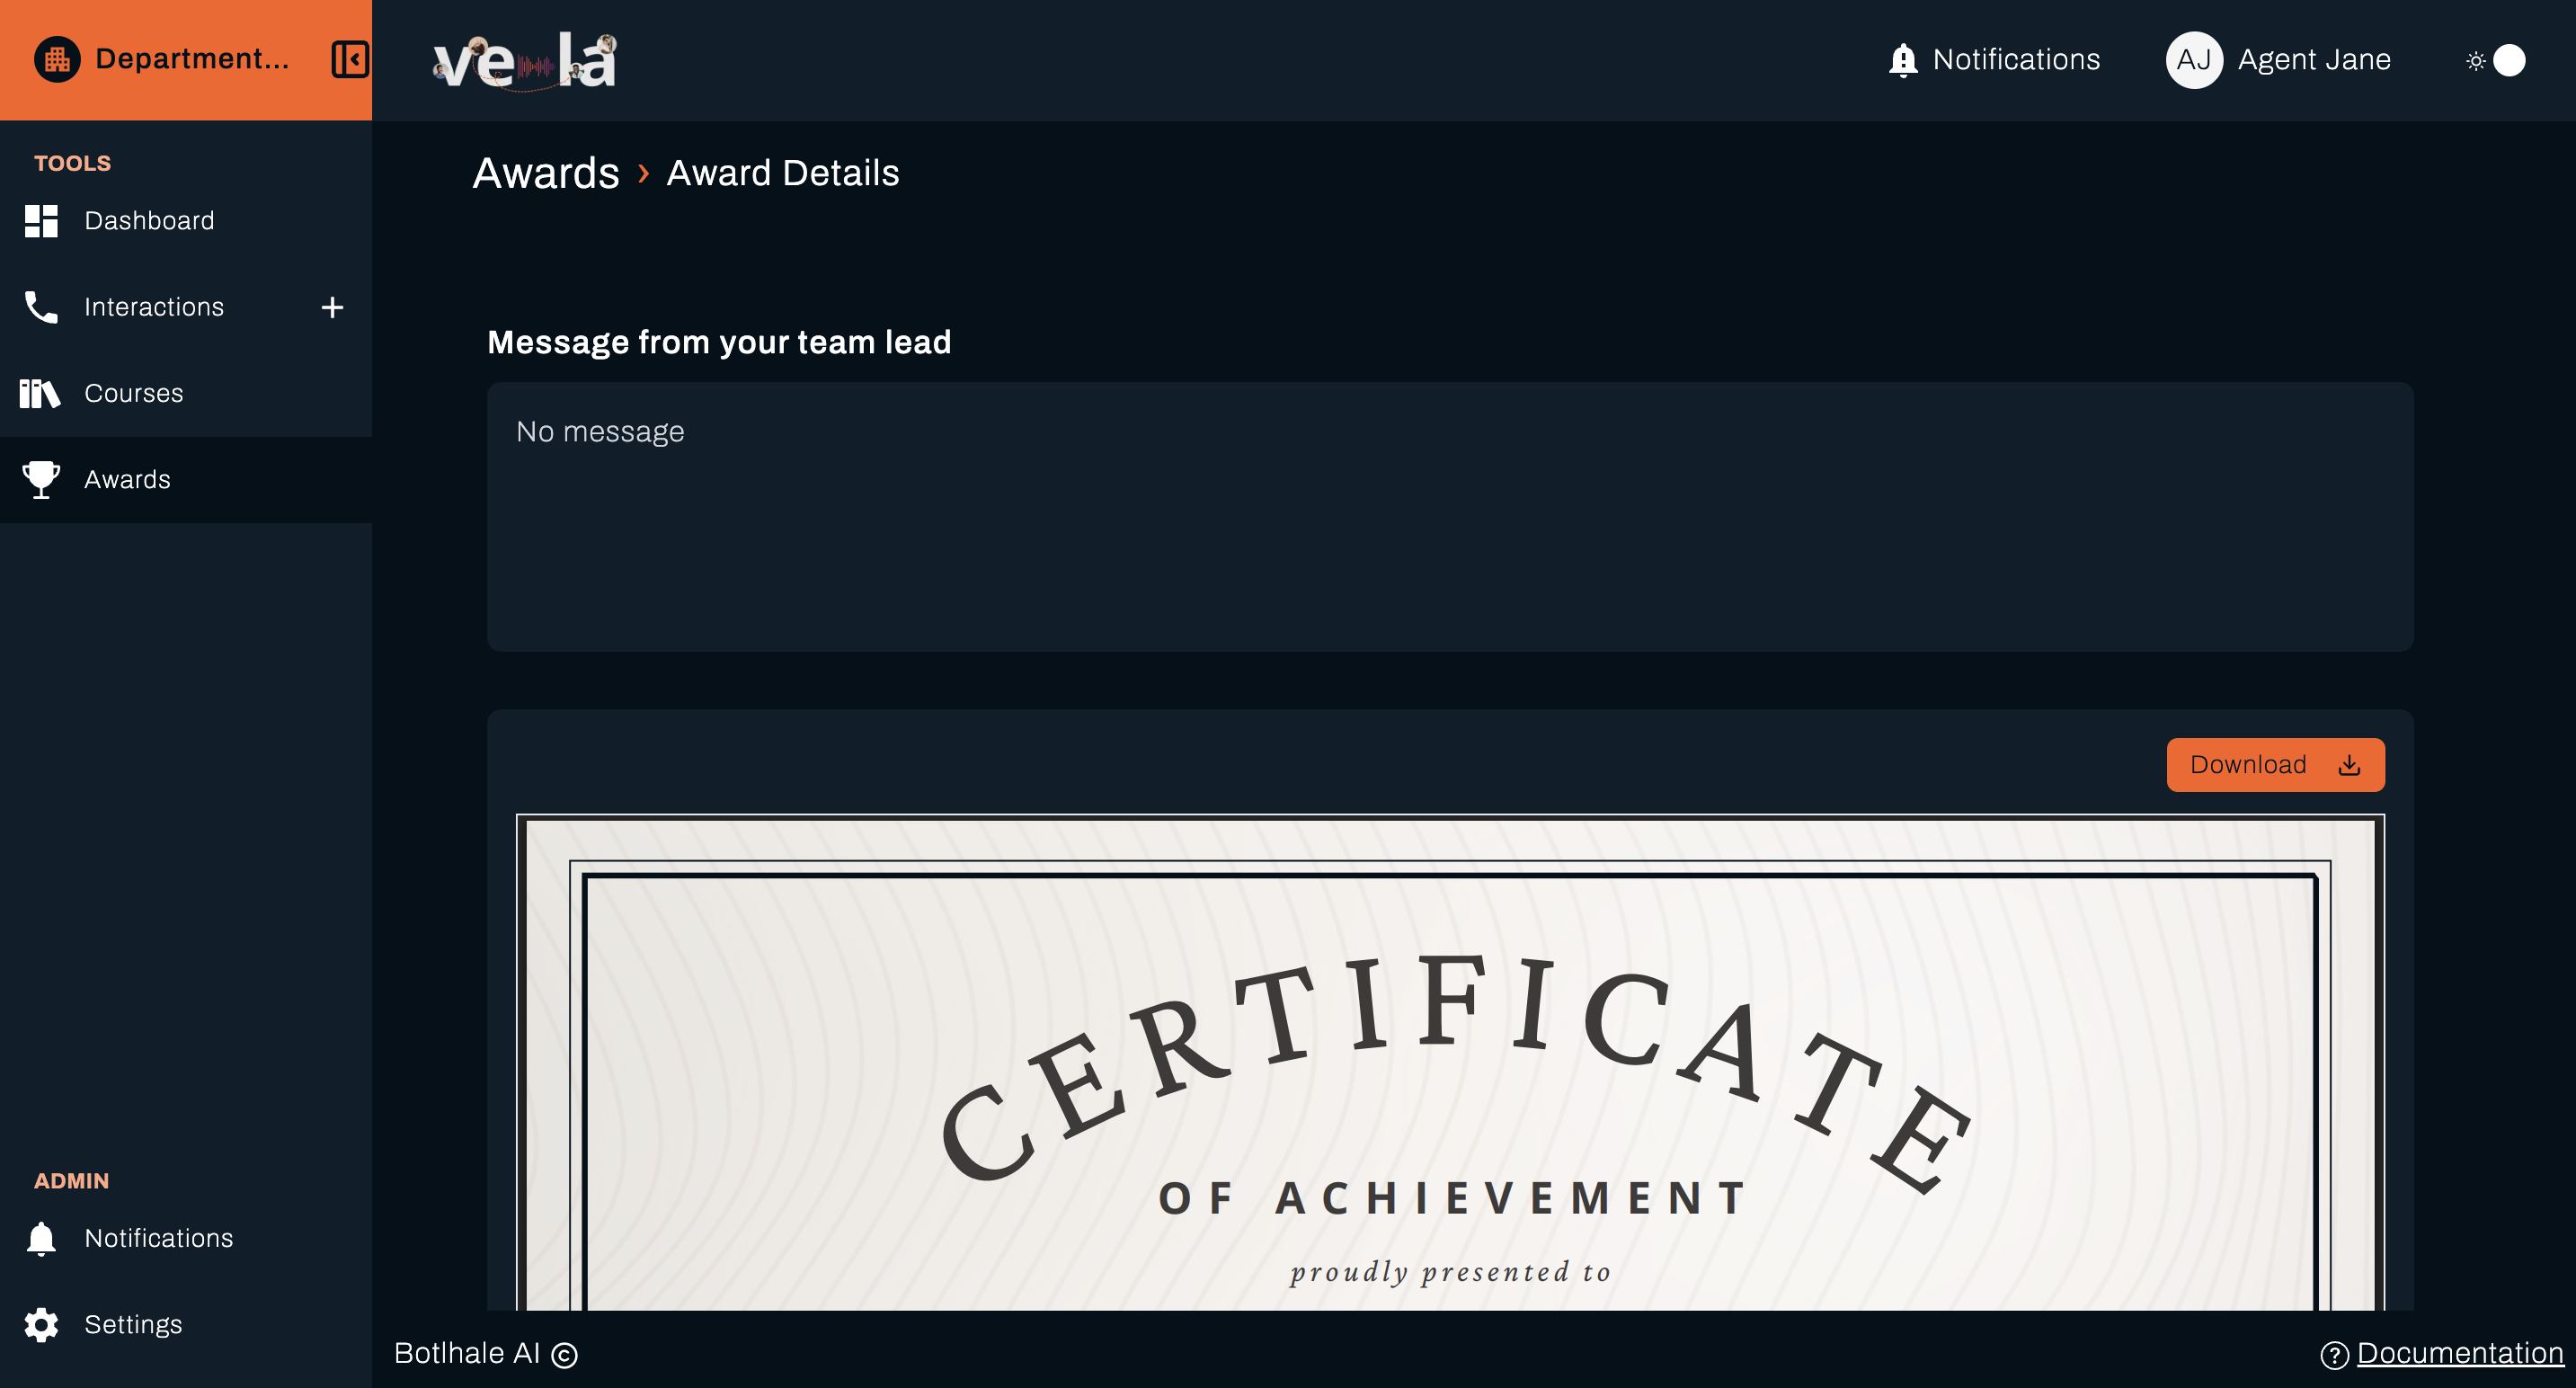 Department...
vela
Notifications
AJ Agent Jane
TOOLS
Dashboard
Interactions
Courses
Awards
ADMIN
Notifications
Settings
Awards › Award Details
Message from your team lead
No message
Download
CERTIFICATE
OF ACHIEVEMENT
proudly presented to
Botlhale AI ©
Documentation